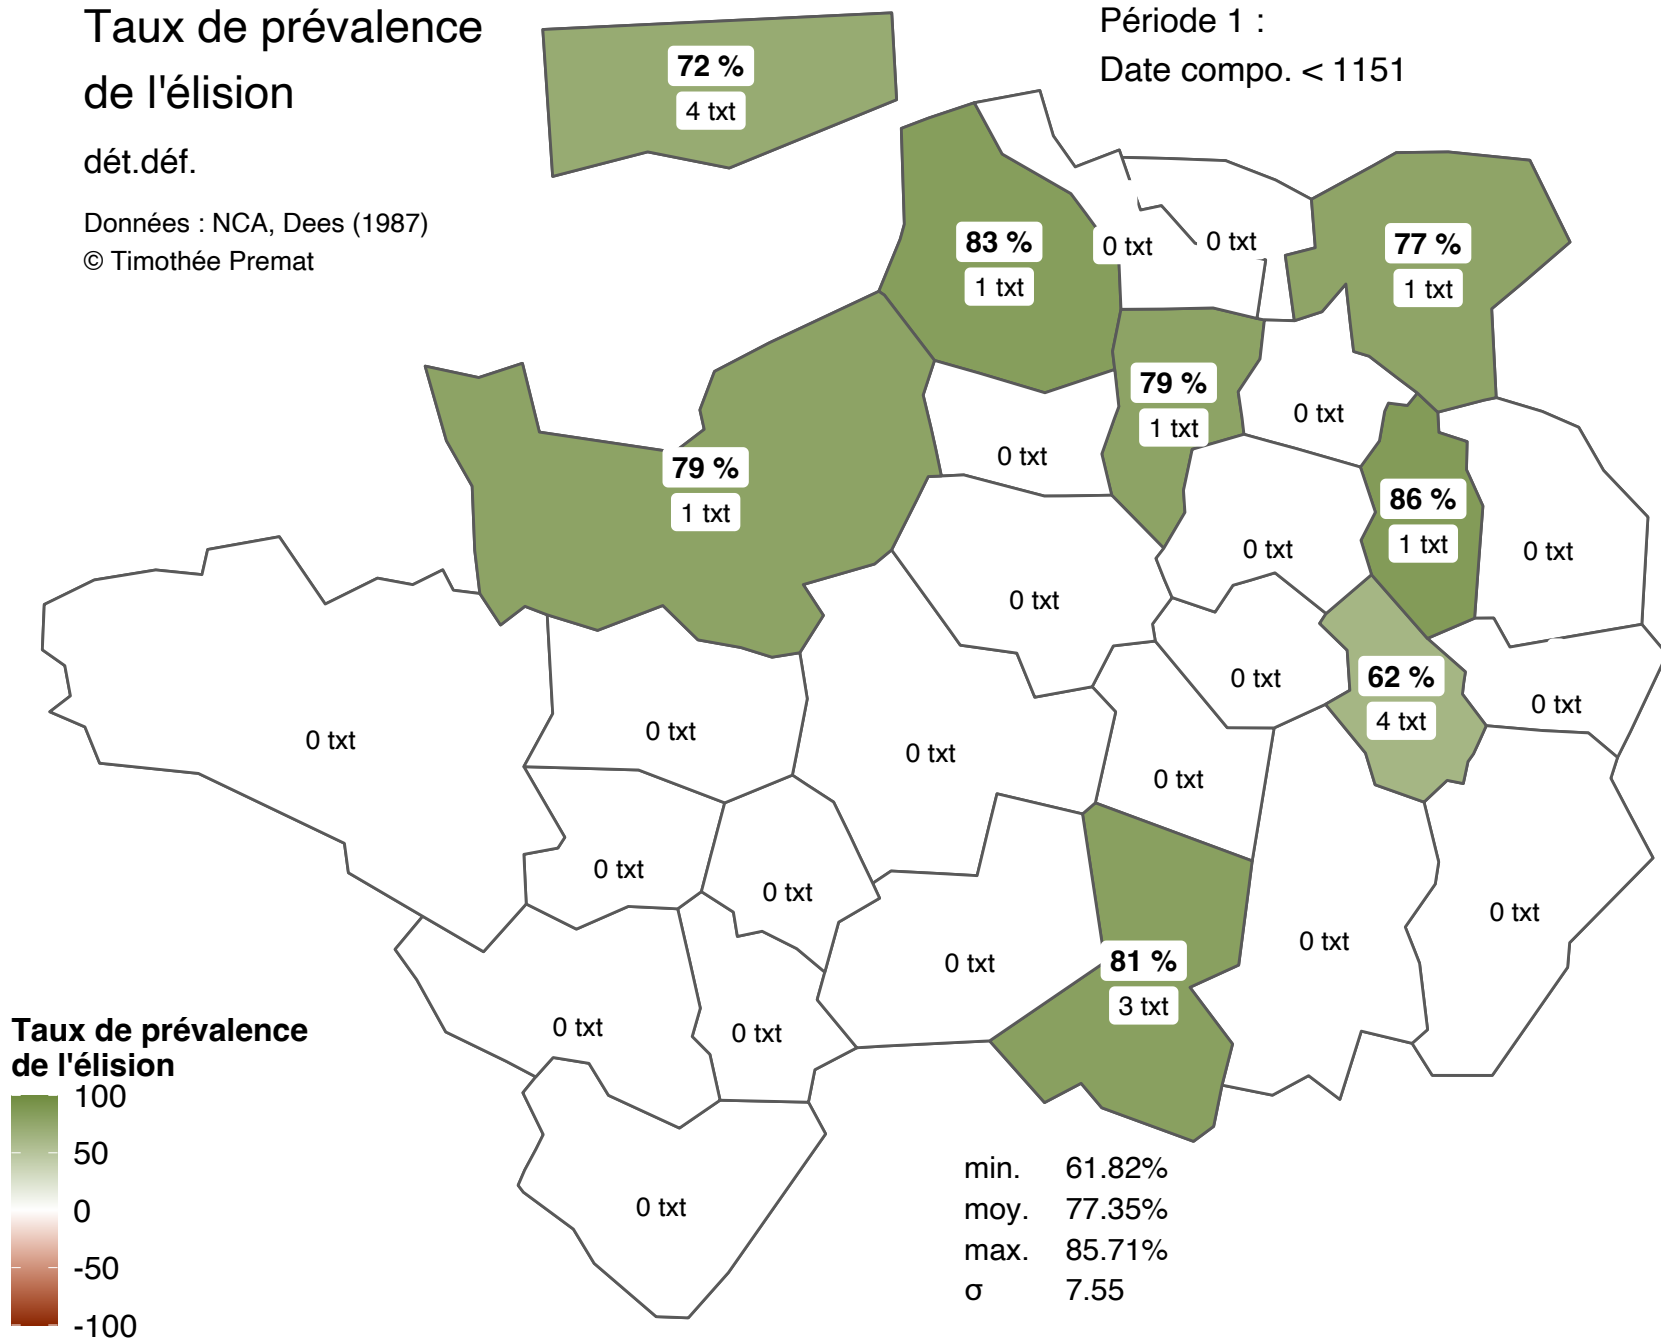 Taux de prévalence
de l'élision
dét.déf.
Données : NCA, Dees (1987)
© Timothée Premat
Période 1 :
Date compo. < 1151
72 %
4 txt
83 %
1 txt
0 txt
0 txt
77 %
1 txt
79 %
1 txt
0 txt
0 txt
79 %
1 txt
86 %
1 txt
0 txt
0 txt
0 txt
62 %
4 txt
0 txt
0 txt
0 txt
0 txt
0 txt
0 txt
0 txt
0 txt
0 txt
0 txt
0 txt
81 %
3 txt
0 txt
0 txt
0 txt
0 txt
Taux de prévalence
de l'élision
100
50
0
-50
-100
min. 61.82%
moy. 77.35%
max. 85.71%
σ 7.55